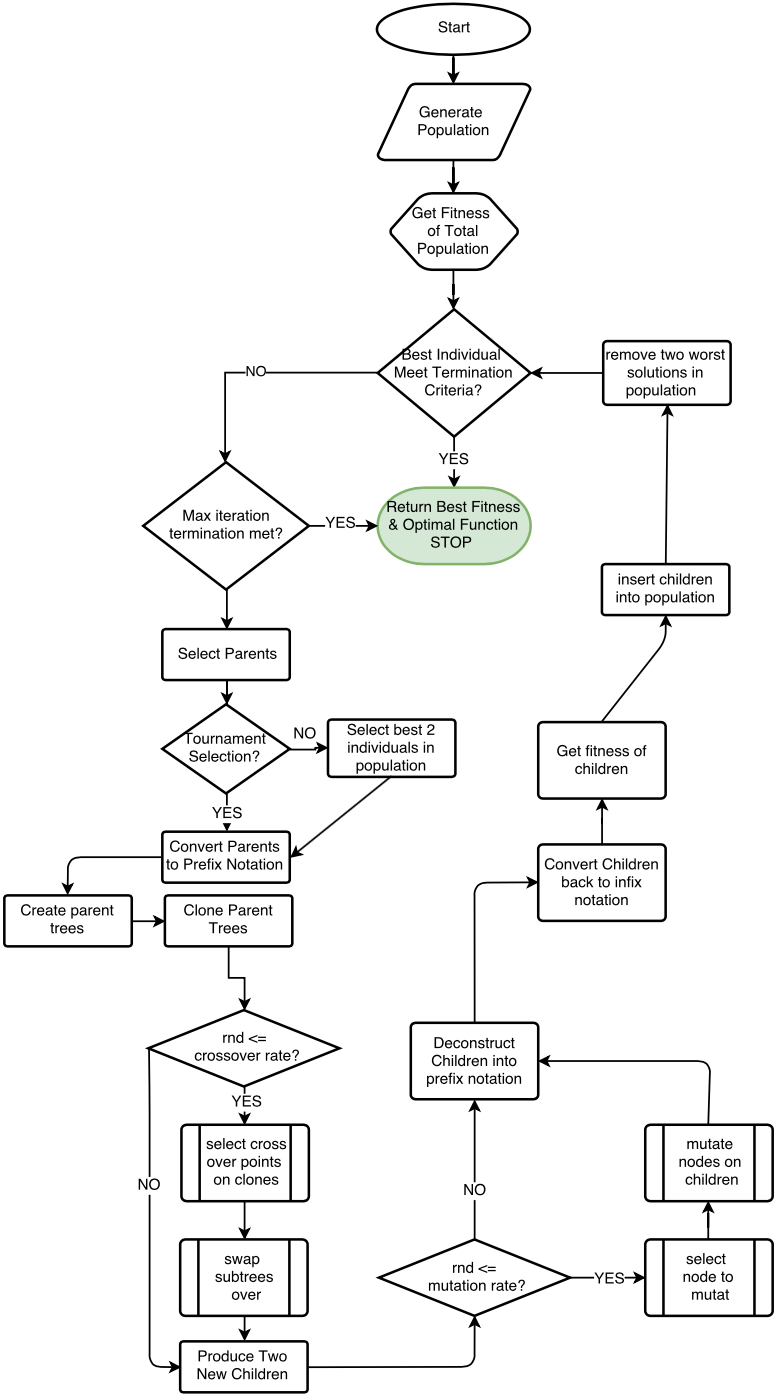 Start
Generate
Population
Get Fitness
of Total
Population
Best Individual
Meet Termination
Criteria?
remove two worst
solutions in
population
NO
YES
Max iteration
termination met?
YES
Return Best Fitness
& Optimal Function
STOP
insert children
into population
Select Parents
Tournament
Selection?
NO
Select best 2
individuals in
population
Get fitness of
children
YES
Convert Parents
to Prefix Notation
Convert Children
back to infix
notation
Create parent
trees
Clone Parent
Trees
rnd <=
crossover rate?
Deconstruct
Children into
prefix notation
YES
select cross
over points
on clones
mutate
nodes on
children
NO
NO
swap
subtrees
over
rnd <=
mutation rate?
YES
select
node to
mutat
Produce Two
New Children